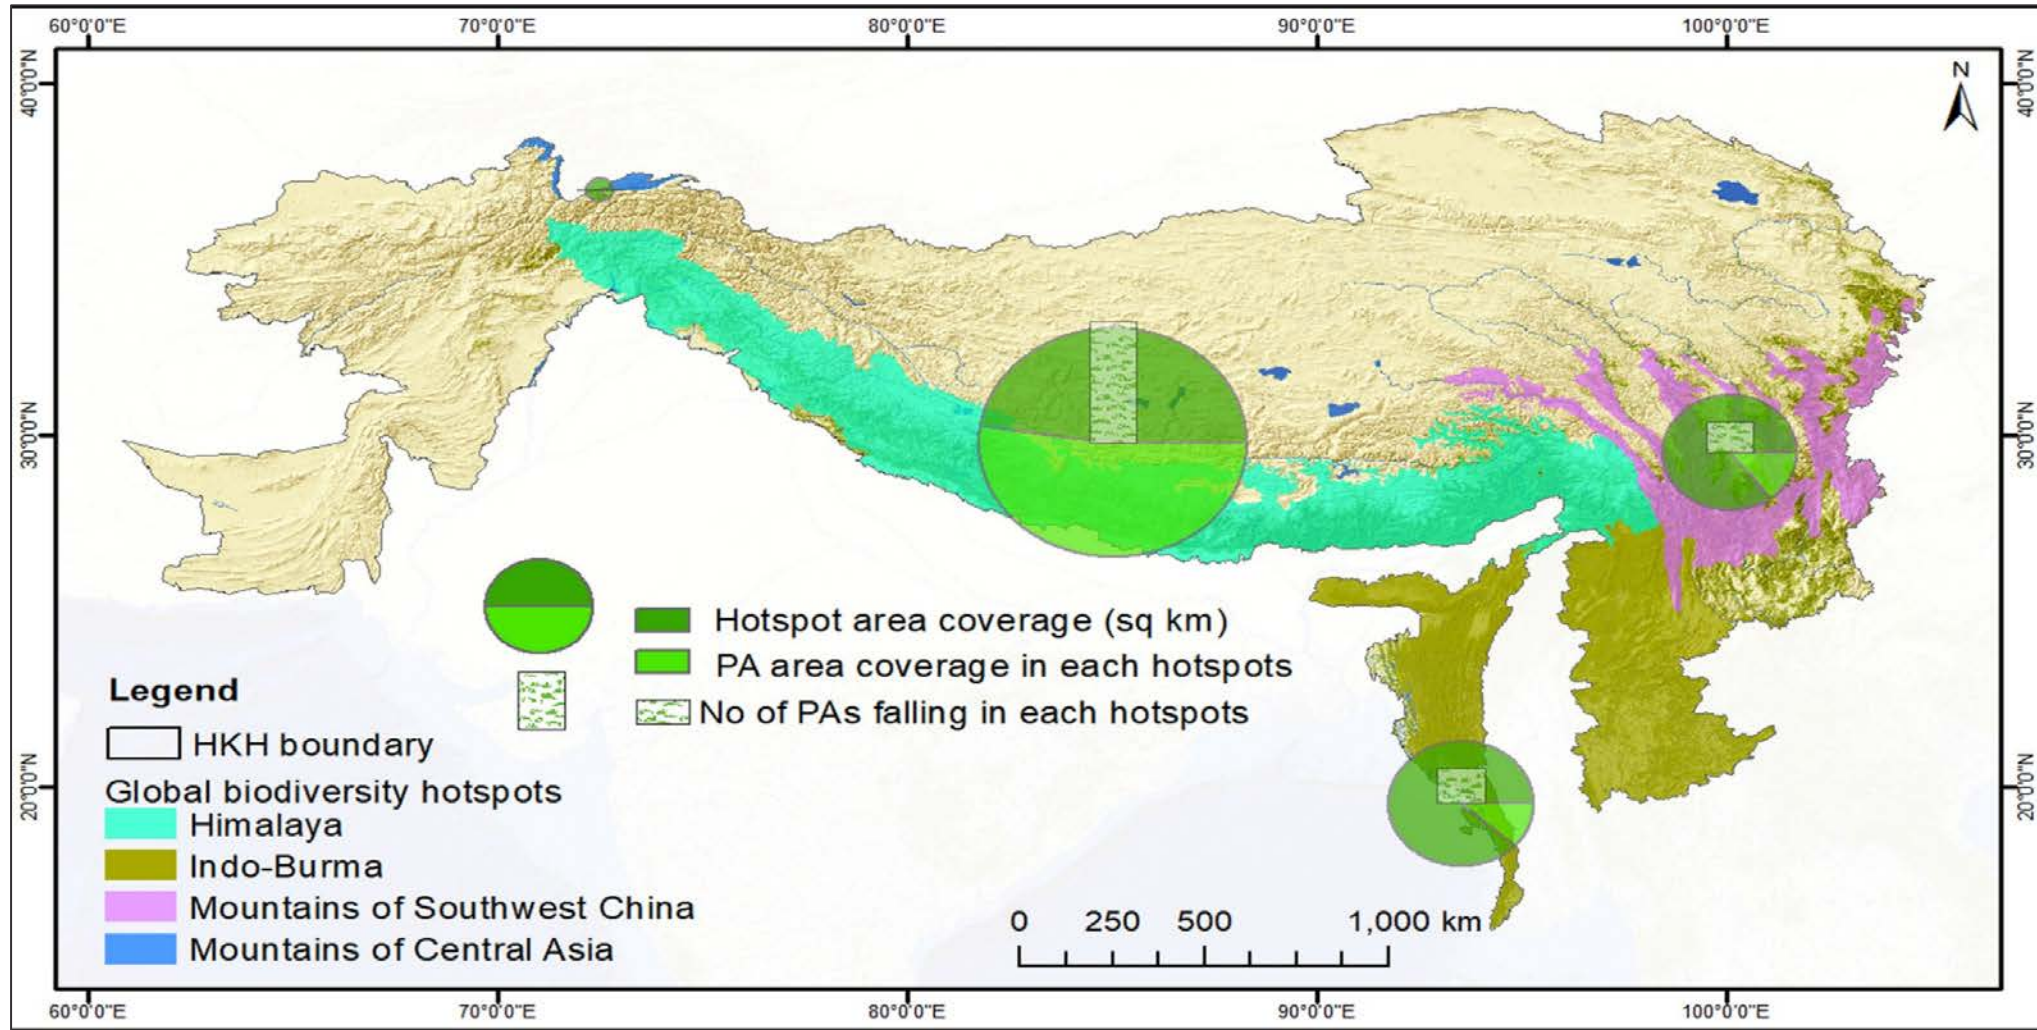 60°0'0"E 70°0'0"E 80°0'0"E 90°0'0"E 100°0'0"E
40°0'0"N
40°0'0"N
N
30°0'0"N
30°0'0"N
20°0'0"N
20°0'0"N
Hotspot area coverage (sq km)
PA area coverage in each hotspots
No of PAs falling in each hotspots
Legend
HKH boundary
Global biodiversity hotspots
Himalaya
Indo-Burma
Mountains of Southwest China
Mountains of Central Asia
0 250 500 1,000 km
60°0'0"E 70°0'0"E 80°0'0"E 90°0'0"E 100°0'0"E